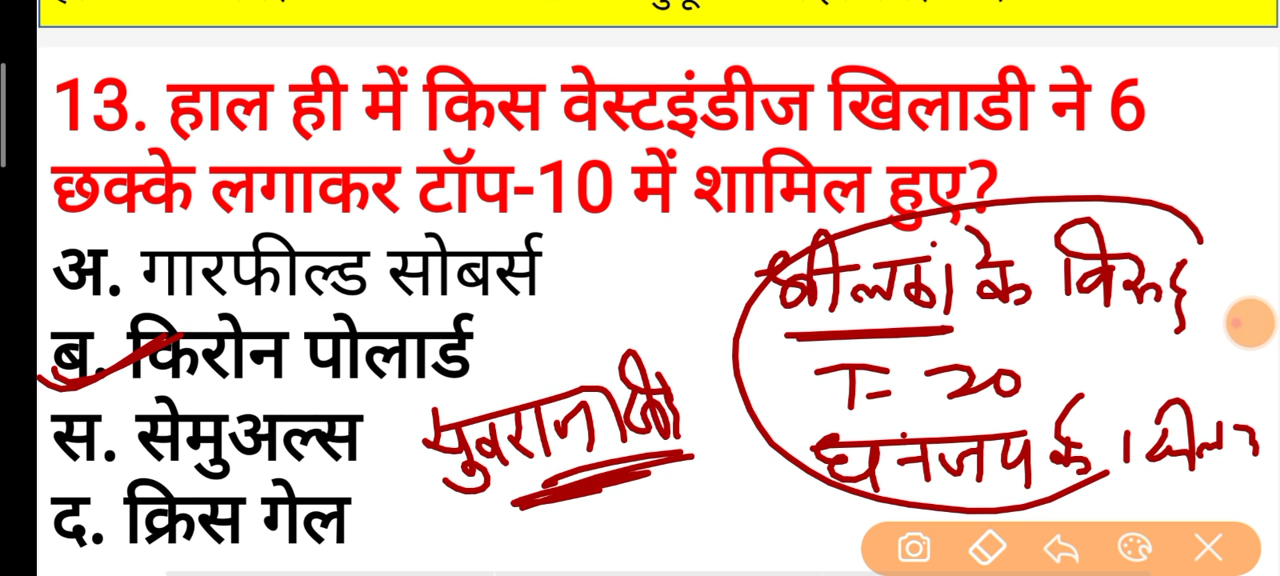 13. हाल ही में किस वेस्टइंडीज खिलाडी ने 6
छक्के लगाकर टॉप-10 में शामिल हुए?
अ. गारफील्ड सोबर्स
ब. किरोन पोलार्ड
स. सेमुअल्स
द. क्रिस गेल
के विरुद्ध
T= 20
धनंजय के
युवराज